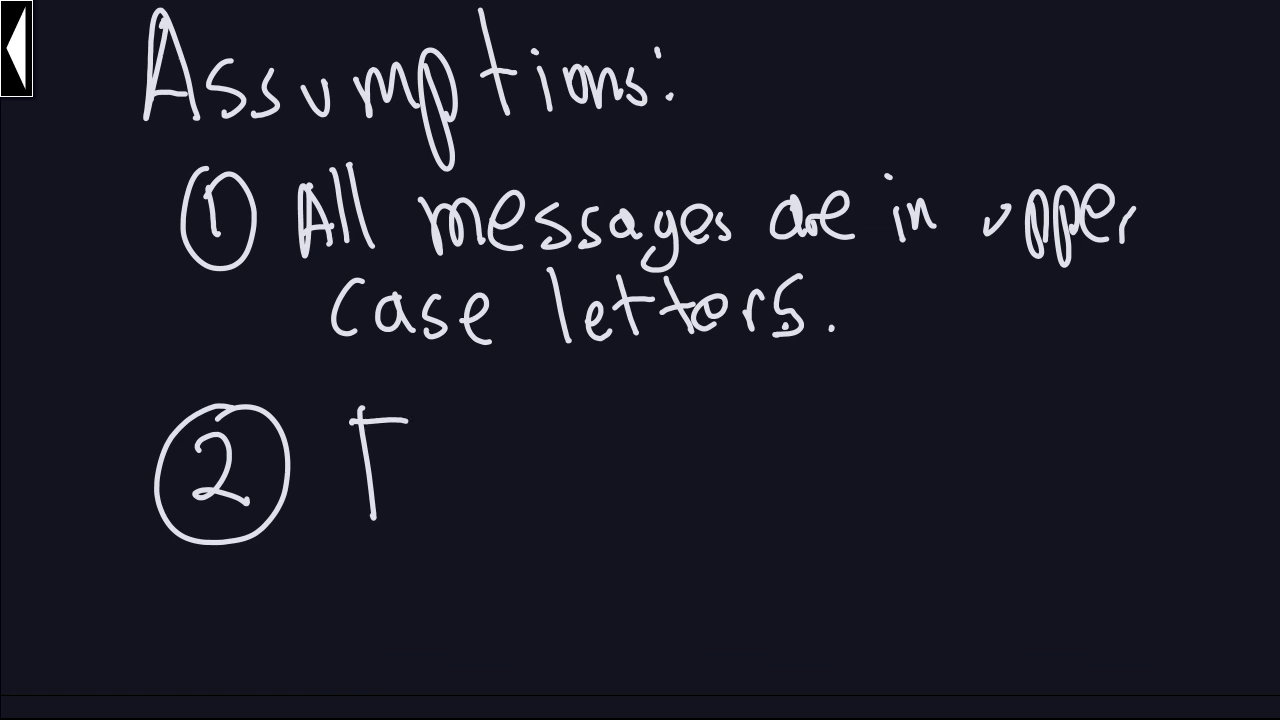 Assumptions:
① All messages are in upper
case letters.
② T